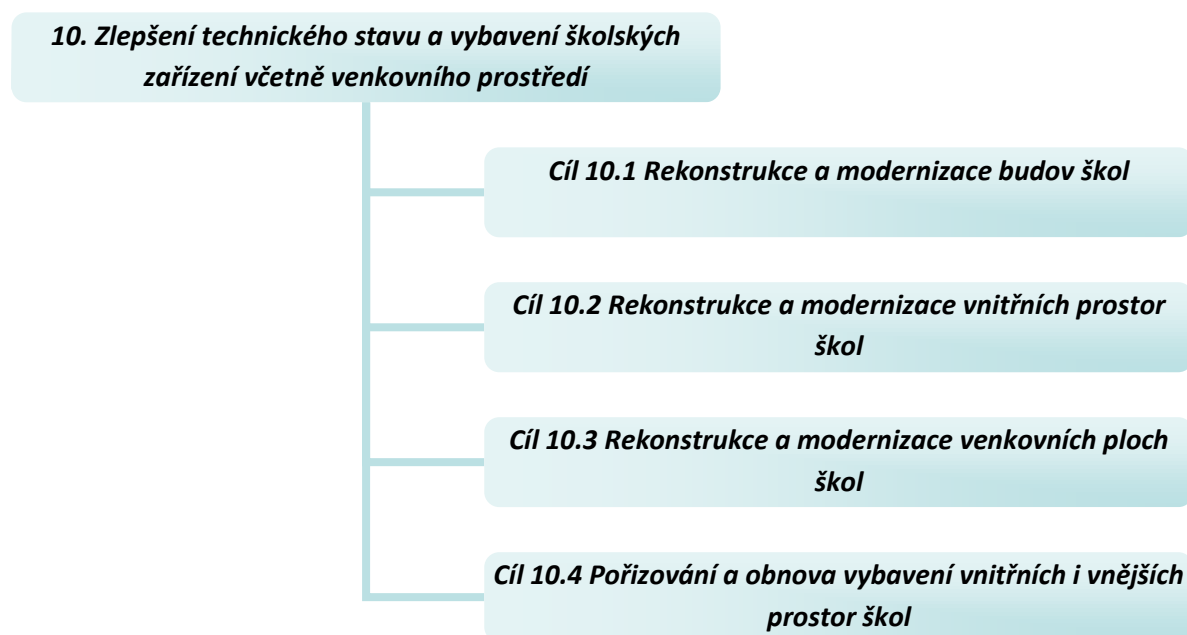 10. Zlepšení technického stavu a vybavení školských
zařízení včetně venkovního prostředí
Cíl 10.1 Rekonstrukce a modernizace budov škol
Cíl 10.2 Rekonstrukce a modernizace vnitřních prostor
škol
Cíl 10.3 Rekonstrukce a modernizace venkovních ploch
škol
Cíl 10.4 Pořizování a obnova vybavení vnitřních i vnějších
prostor škol